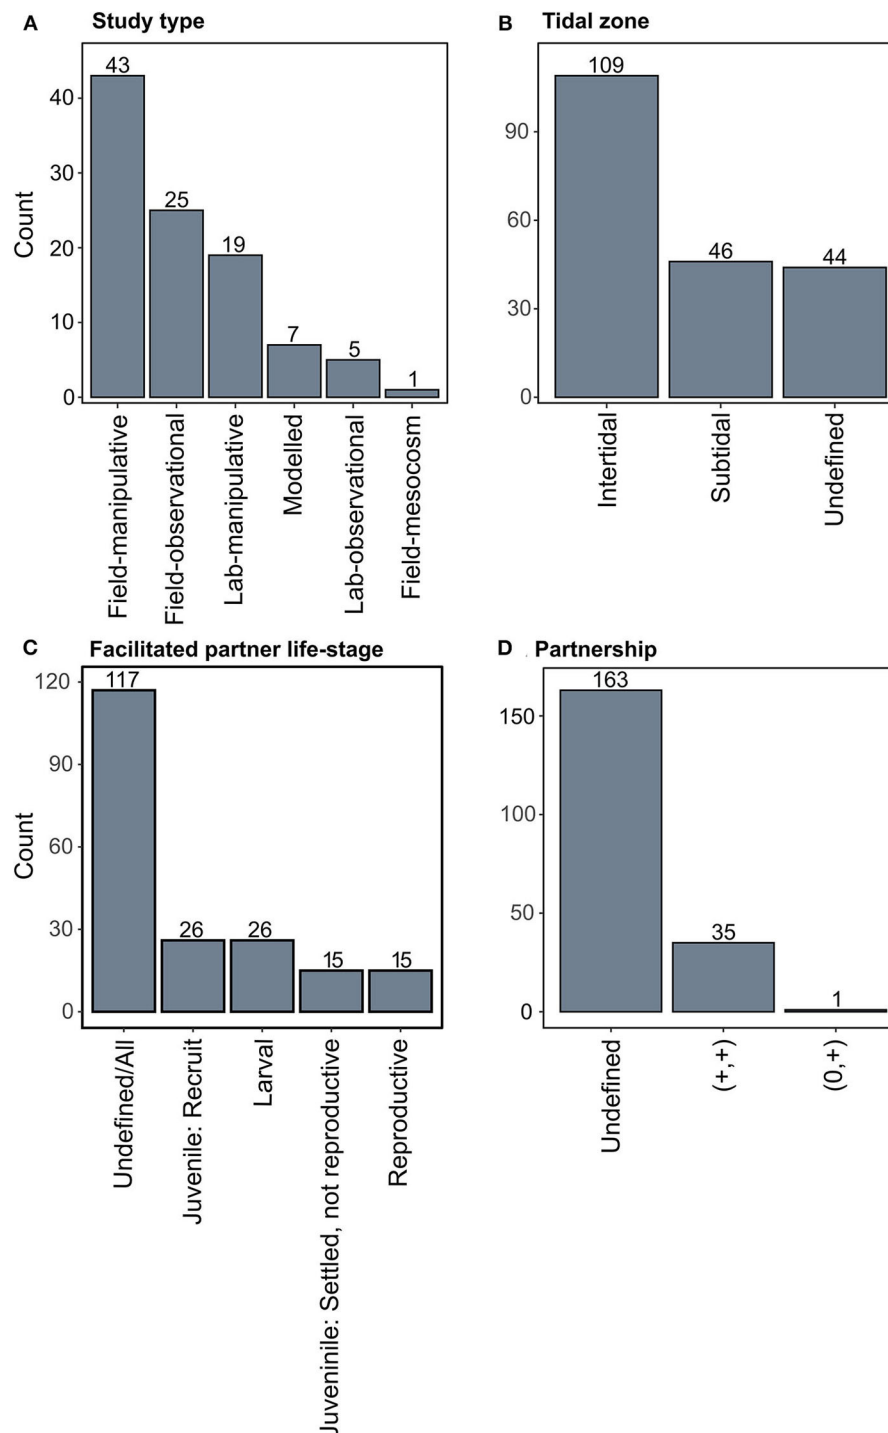 A Study type
Count
40
30
20
10
0
43
25
19
7
5
1
Field-manipulative
Field-observational
Lab-manipulative
Modelled
Lab-observational
Field-mesocosm
B Tidal zone
90
60
30
0
109
46
44
Intertidal
Subtidal
Undefined
C Facilitated partner life-stage
Count
120
90
60
30
0
117
26
26
15
15
Undefined/All
Juvenile: Recruit
Larval
Juveninile: Settled, not reproductive
Reproductive
D Partnership
150
100
50
0
163
35
1
Undefined
(+,+)
(0,+)